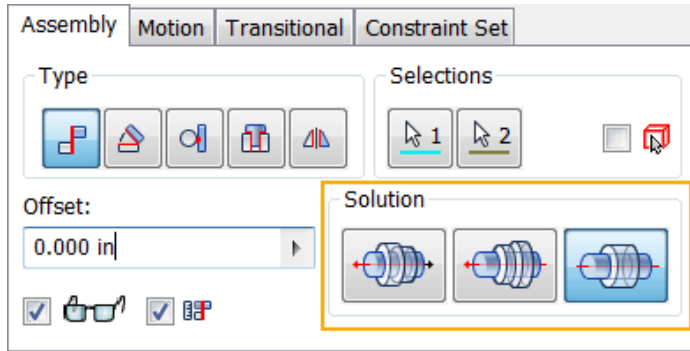 Assembly Motion Transitional Constraint Set
Type
Selections
1 2
Offset:
Solution
0.000 in